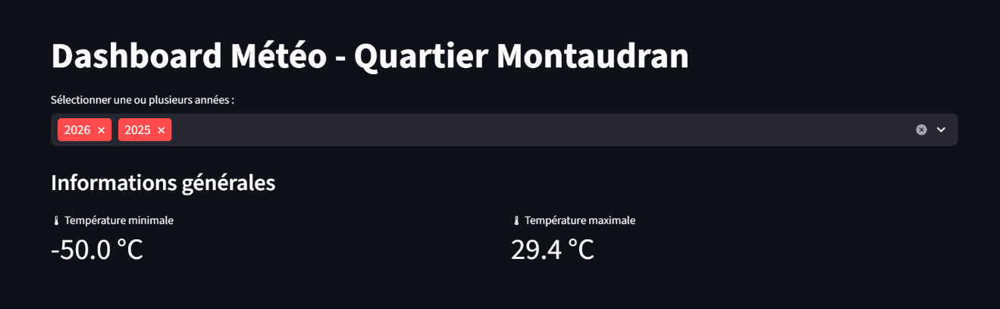 Dashboard Météo - Quartier Montaudran
Sélectionner une ou plusieurs années :
2026 × 2025 ×
Informations générales
🌡 Température minimale 🌡 Température maximale
-50.0 °C 29.4 °C